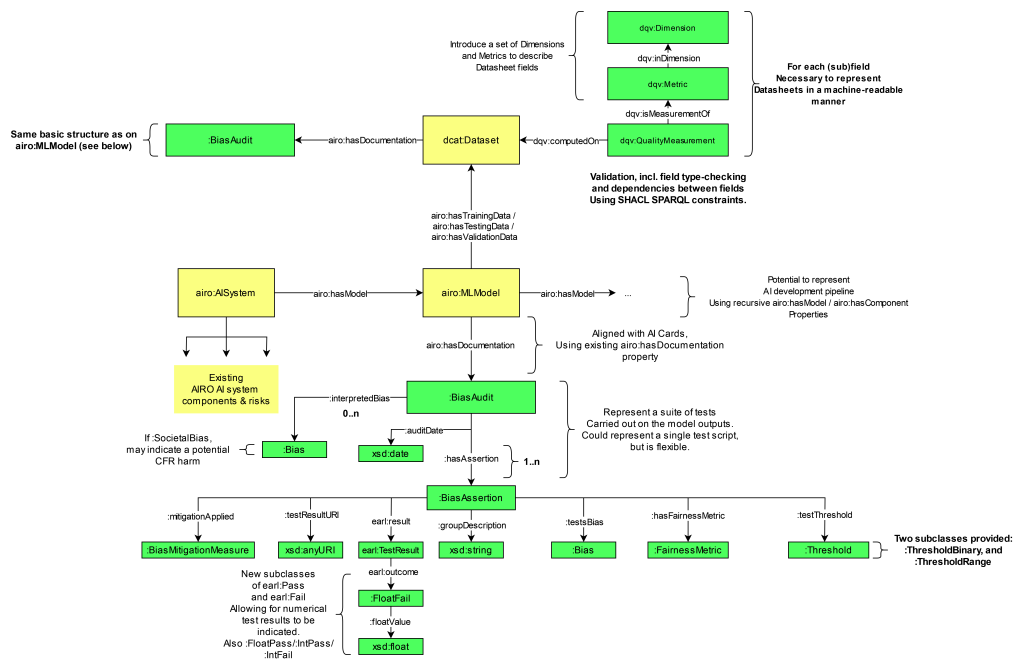 dqv:Dimension
Introduce a set of Dimensions
and Metrics to describe
Datasheet fields
dqv:inDimension
For each (sub)field
Necessary to represent
Datasheets in a machine-readable
manner
dqv:Metric
dqv:isMeasurementOf
Same basic structure as on
airo:MLModel (see below)
:BiasAudit
airo:hasDocumentation
dcat:Dataset
dqv:computedOn
dqv:QualityMeasurement
Validation, incl. field type-checking
and dependencies between fields
Using SHACL SPARQL constraints.
airo:hasTrainingData /
airo:hasTestingData /
airo:hasValidationData
airo:AISystem
airo:hasModel
airo:MLModel
airo:hasModel
...
Potential to represent
AI development pipeline
Using recursive airo:hasModel / airo:hasComponent
Properties
airo:hasDocumentation
Aligned with AI Cards,
Using existing airo:hasDocumentation
property
Existing
AIRO AI system
components & risks
:interpretedBias
0..n
:BiasAudit
Represent a suite of tests
Carried out on the model outputs.
Could represent a single test script,
but is flexible.
:auditDate
If :SocietalBias,
may indicate a potential
CFR harm
:Bias
xsd:date
:hasAssertion
1..n
:BiasAssertion
:mitigationApplied
:testResultURI
earl:result
:groupDescription
:testsBias
:hasFairnessMetric
:testThreshold
:BiasMitigationMeasure
xsd:anyURI
earl:TestResult
xsd:string
:Bias
:FairnessMetric
:Threshold
Two subclasses provided:
:ThresholdBinary, and
:ThresholdRange
earl:outcome
New subclasses
of earl:Pass
and earl:Fail
Allowing for numerical
test results to be
indicated.
Also :FloatPass/:IntPass/
:IntFail
:FloatFail
:floatValue
xsd:float